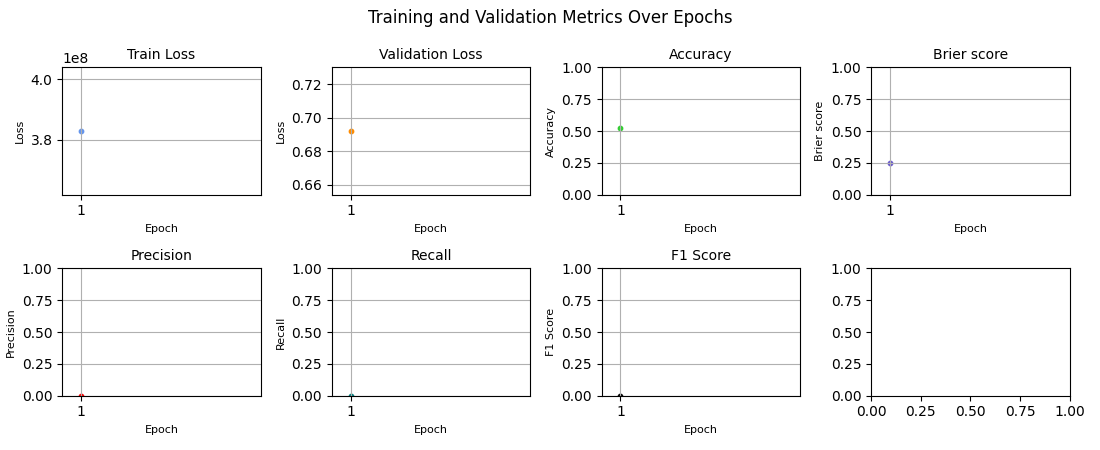 Training and Validation Metrics Over Epochs
Train Loss
1e8
4.0
3.8
Loss
1
Epoch
Validation Loss
0.72
0.70
0.68
0.66
Loss
1
Epoch
Accuracy
1.00
0.75
0.50
0.25
0.00
Accuracy
1
Epoch
Brier score
1.00
0.75
0.50
0.25
0.00
Brier score
1
Epoch
Precision
1.00
0.75
0.50
0.25
0.00
Precision
1
Epoch
Recall
1.00
0.75
0.50
0.25
0.00
Recall
1
Epoch
F1 Score
1.00
0.75
0.50
0.25
0.00
F1 Score
1
Epoch
1.00
0.75
0.50
0.25
0.00
0.00 0.25 0.50 0.75 1.00